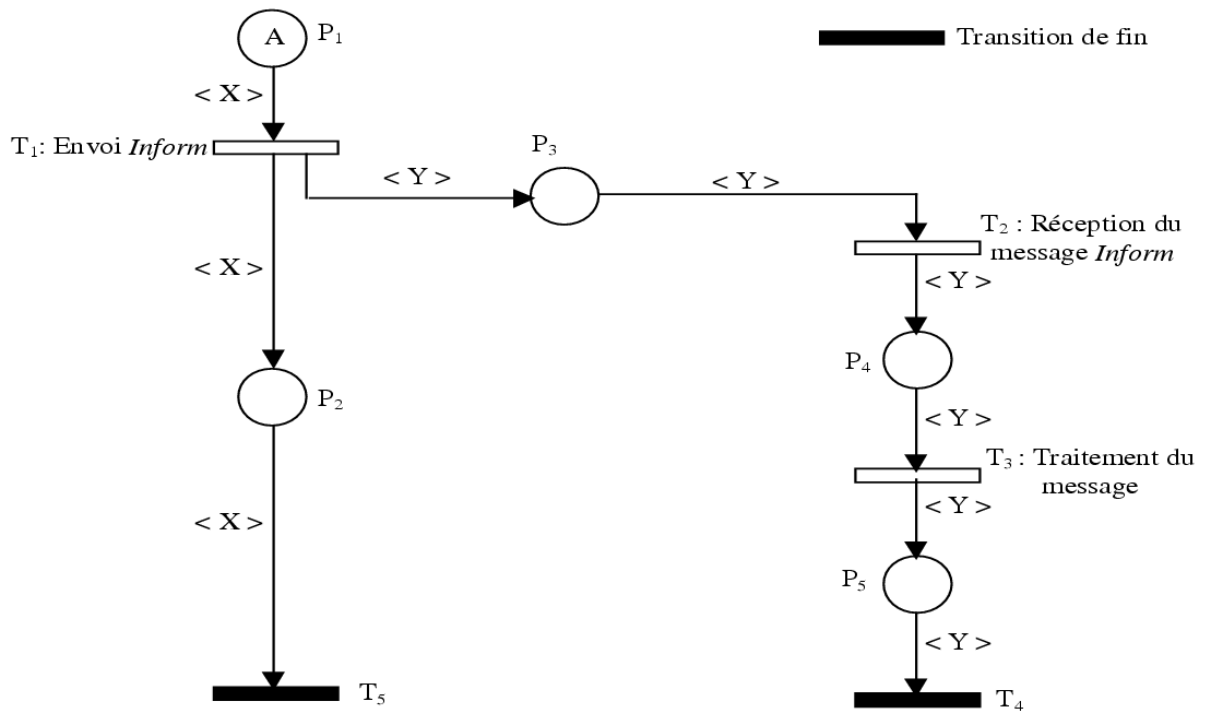 A
P₁
Transition de fin
< X >
T₁: Envoi Inform
P₃
< Y >
< Y >
T₂ : Réception du
message Inform
< X >
< Y >
P₄
P₂
< Y >
T₃ : Traitement du
message
< Y >
< X >
P₅
< Y >
T₅
T₄